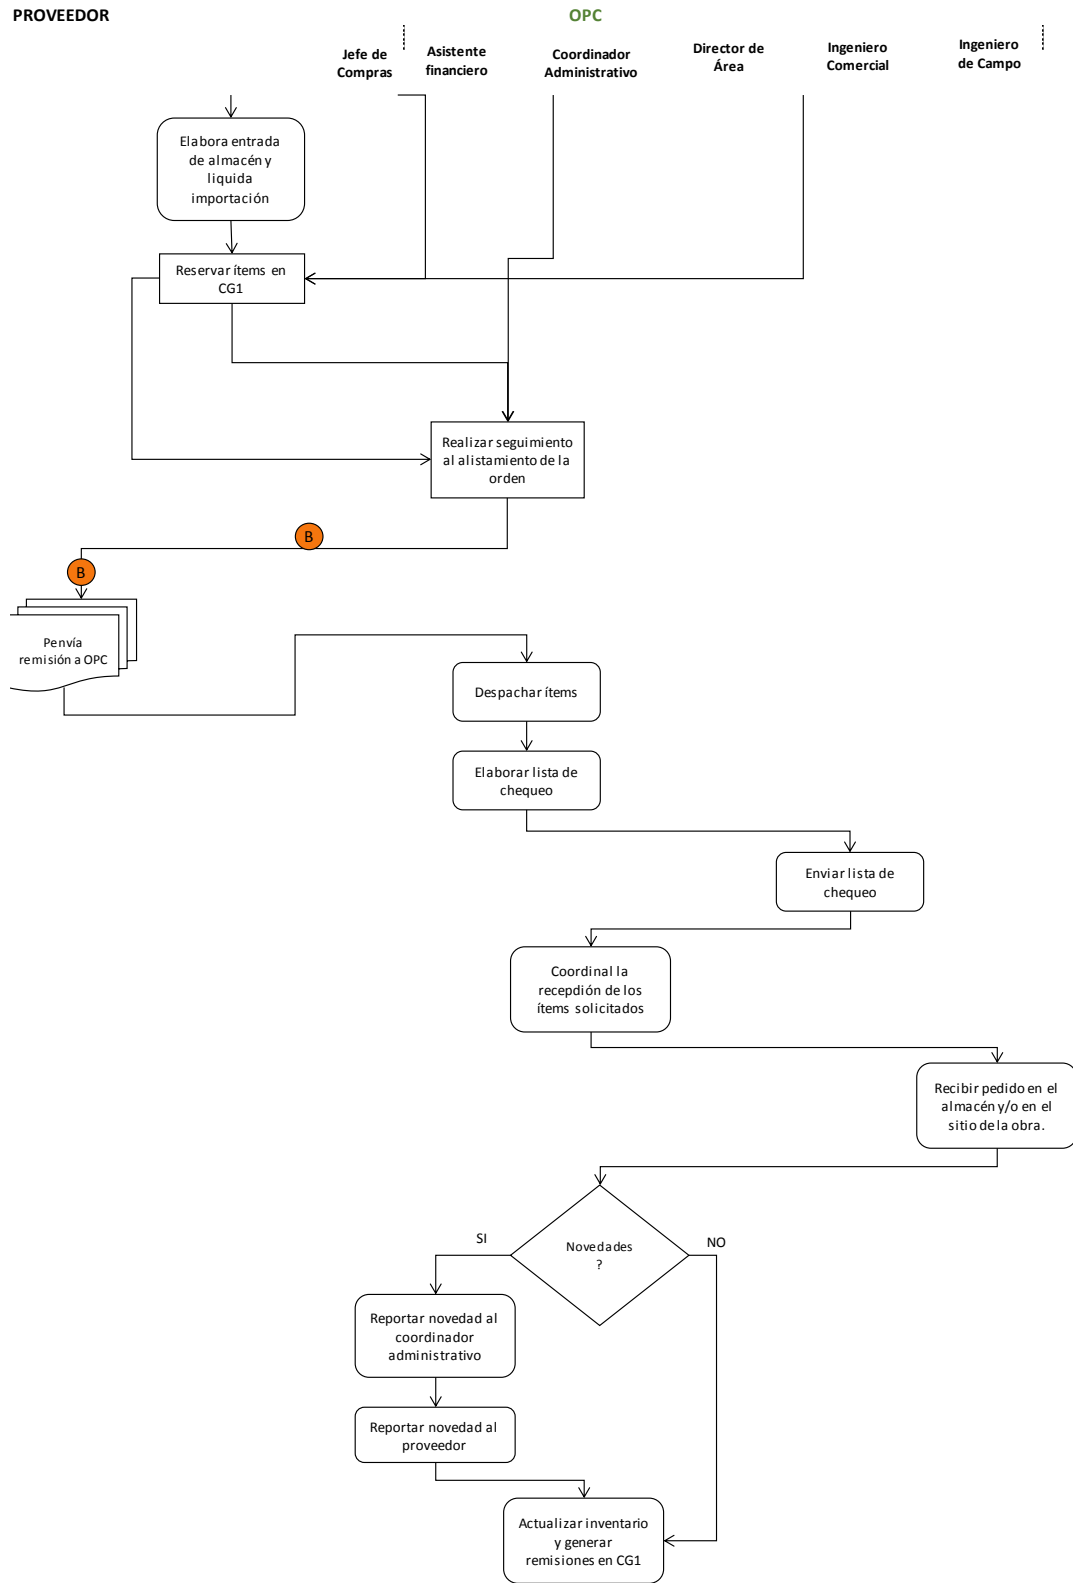 PROVEEDOR
OPC
Jefe de
Compras
Asistente
financiero
Coordinador
Administrativo
Director de
Área
Ingeniero
Comercial
Ingeniero
de Campo
Elabora entrada
de almacén y
liquida
importación
Reservar ítems en
CG1
Realizar seguimiento
al alistamiento de la
orden
B
B
Penvía
remisión a OPC
Despachar ítems
Elaborar lista de
chequeo
Enviar lista de
chequeo
Coordinal la
recepdión de los
ítems solicitados
Recibir pedido en el
almacén y/o en el
sitio de la obra.
Novedades
?
SI
NO
Reportar novedad al
coordinador
administrativo
Reportar novedad al
proveedor
Actualizar inventario
y generar
remisiones en CG1